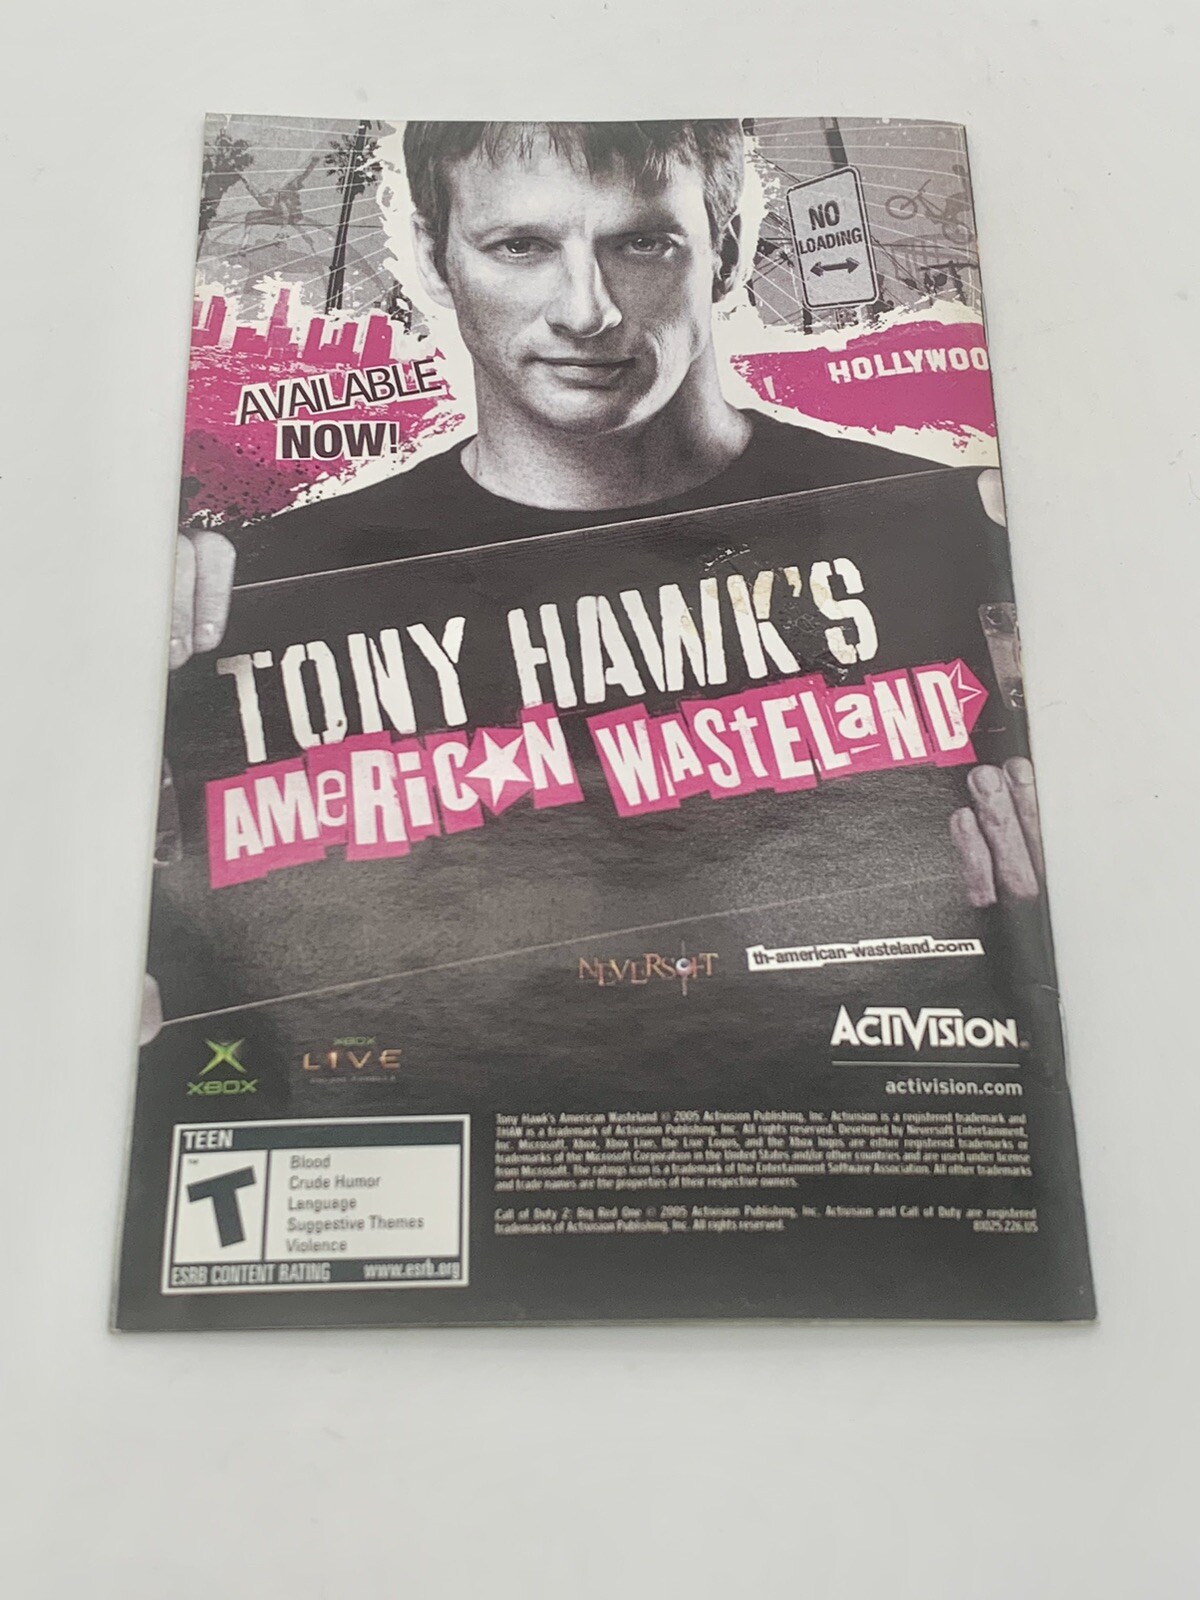 NO
LOADING
HOLLYWOO
AVAILABLE
NOW!
TONY HAWK'S
AMeRiCAN WAStELaND
NEVERSOFT
th-american-wasteland.com
XBOX
XBOX
LIVE
ACTIVISION
activision.com
TEEN
T
Blood
Crude Humor
Language
Suggestive Themes
Violence
ESRB CONTENT RATING www.esrb.org
Tony Hawk's American Wasteland © 2005 Activision Publishing, Inc. Activision is a registered trademark and
THAW is a trademark of Activision Publishing, Inc. All rights reserved. Developed by Neversoft Entertainment,
Inc. Microsoft, Xbox, Xbox Live, the Live Logos, and the Xbox logos are either registered trademarks or
trademarks of the Microsoft Corporation in the United States and/or other countries and are used under license
from Microsoft. The ratings icon is a trademark of the Entertainment Software Association. All other trademarks
and trade names are the properties of their respective owners.
Call of Duty 2: Big Red One © 2005 Activision Publishing, Inc. Activision and Call of Duty are registered
trademarks of Activision Publishing, Inc. All rights reserved. 81025.226.US